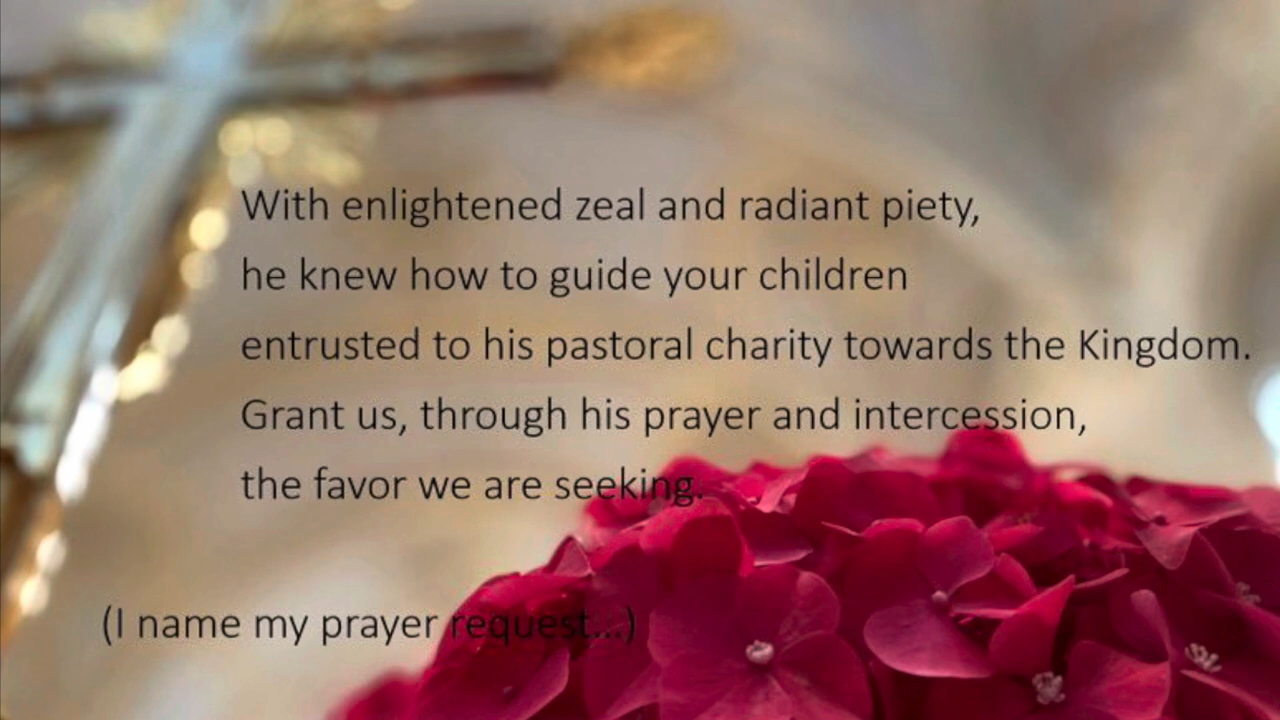 With enlightened zeal and radiant piety,
he knew how to guide your children
entrusted to his pastoral charity towards the Kingdom.
Grant us, through his prayer and intercession,
the favor we are seeking.
(I name my prayer request...)